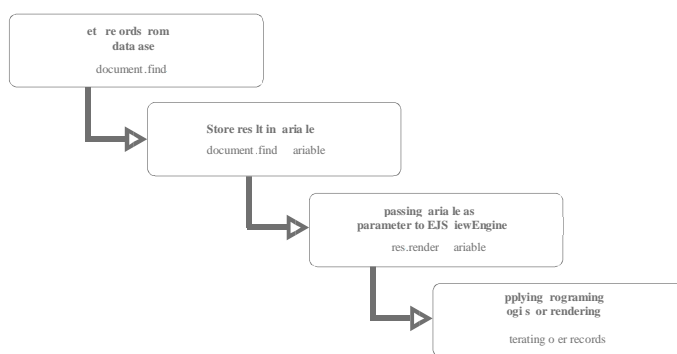 et re ords rom
data ase
document.find
Store res lt in aria le
document.find ariable
passing aria le as
parameter to EJS iewEngine
res.render ariable
pplying rograming
ogi s or rendering
terating o er records